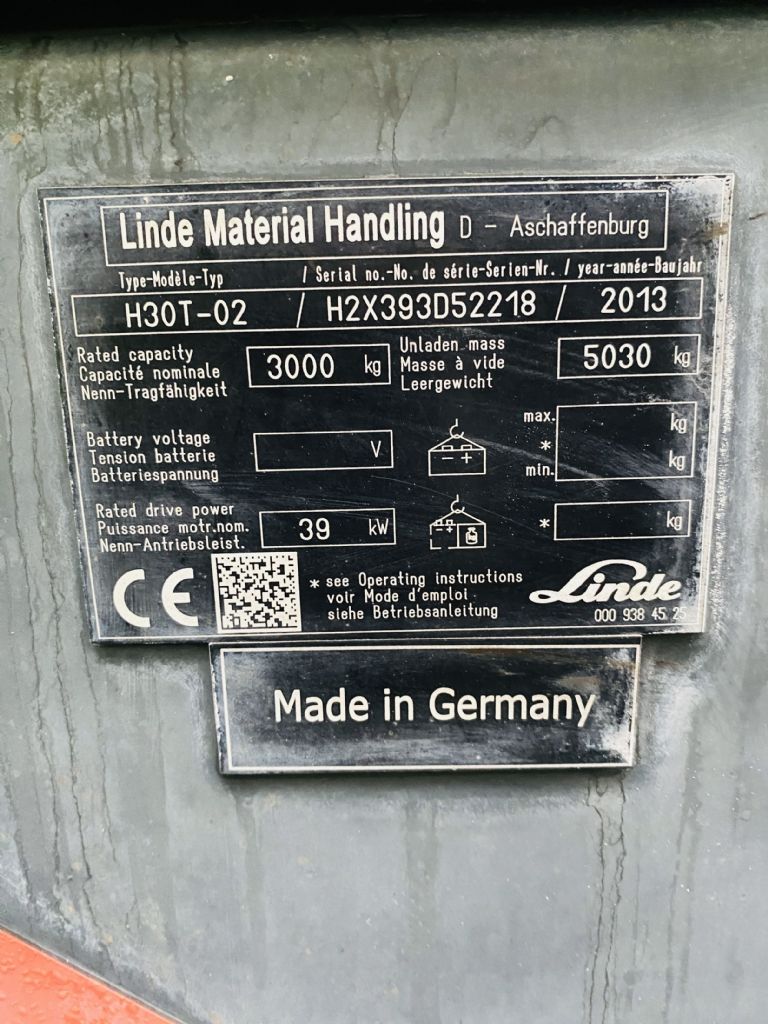 Linde Material Handling D - Aschaffenburg
Type-Modèle-Typ / Serial no.-No. de série-Serien-Nr. / year-année-Baujahr
H30T-02 / H2X393D52218 / 2013
Rated capacity
Capacité nominale
Nenn-Tragfähigkeit
3000 kg
Unladen mass
Masse à vide
Leergewicht
5030 kg
Battery voltage
Tension batterie
Batteriespannung
V
- +
max. kg
*
min. kg
Rated drive power
Puissance motr.nom.
Nenn-Antriebsleist.
39 kW
* kg
CE
* see Operating instructions
voir Mode d'emploi
siehe Betriebsanleitung
Linde
000 938 45 25
Made in Germany